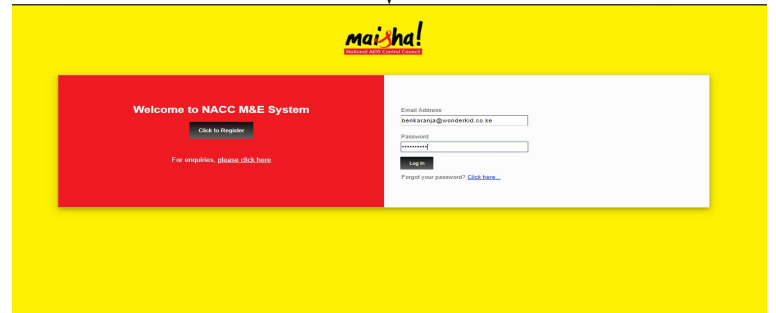 maisha!
National AIDS Control Council
Welcome to NACC M&E System
Click to Register
For enquiries, please click here
Email Address
benkaranja@wonderkid.co.ke
Password
••••••••••
Log In
Forgot your password? Click here...